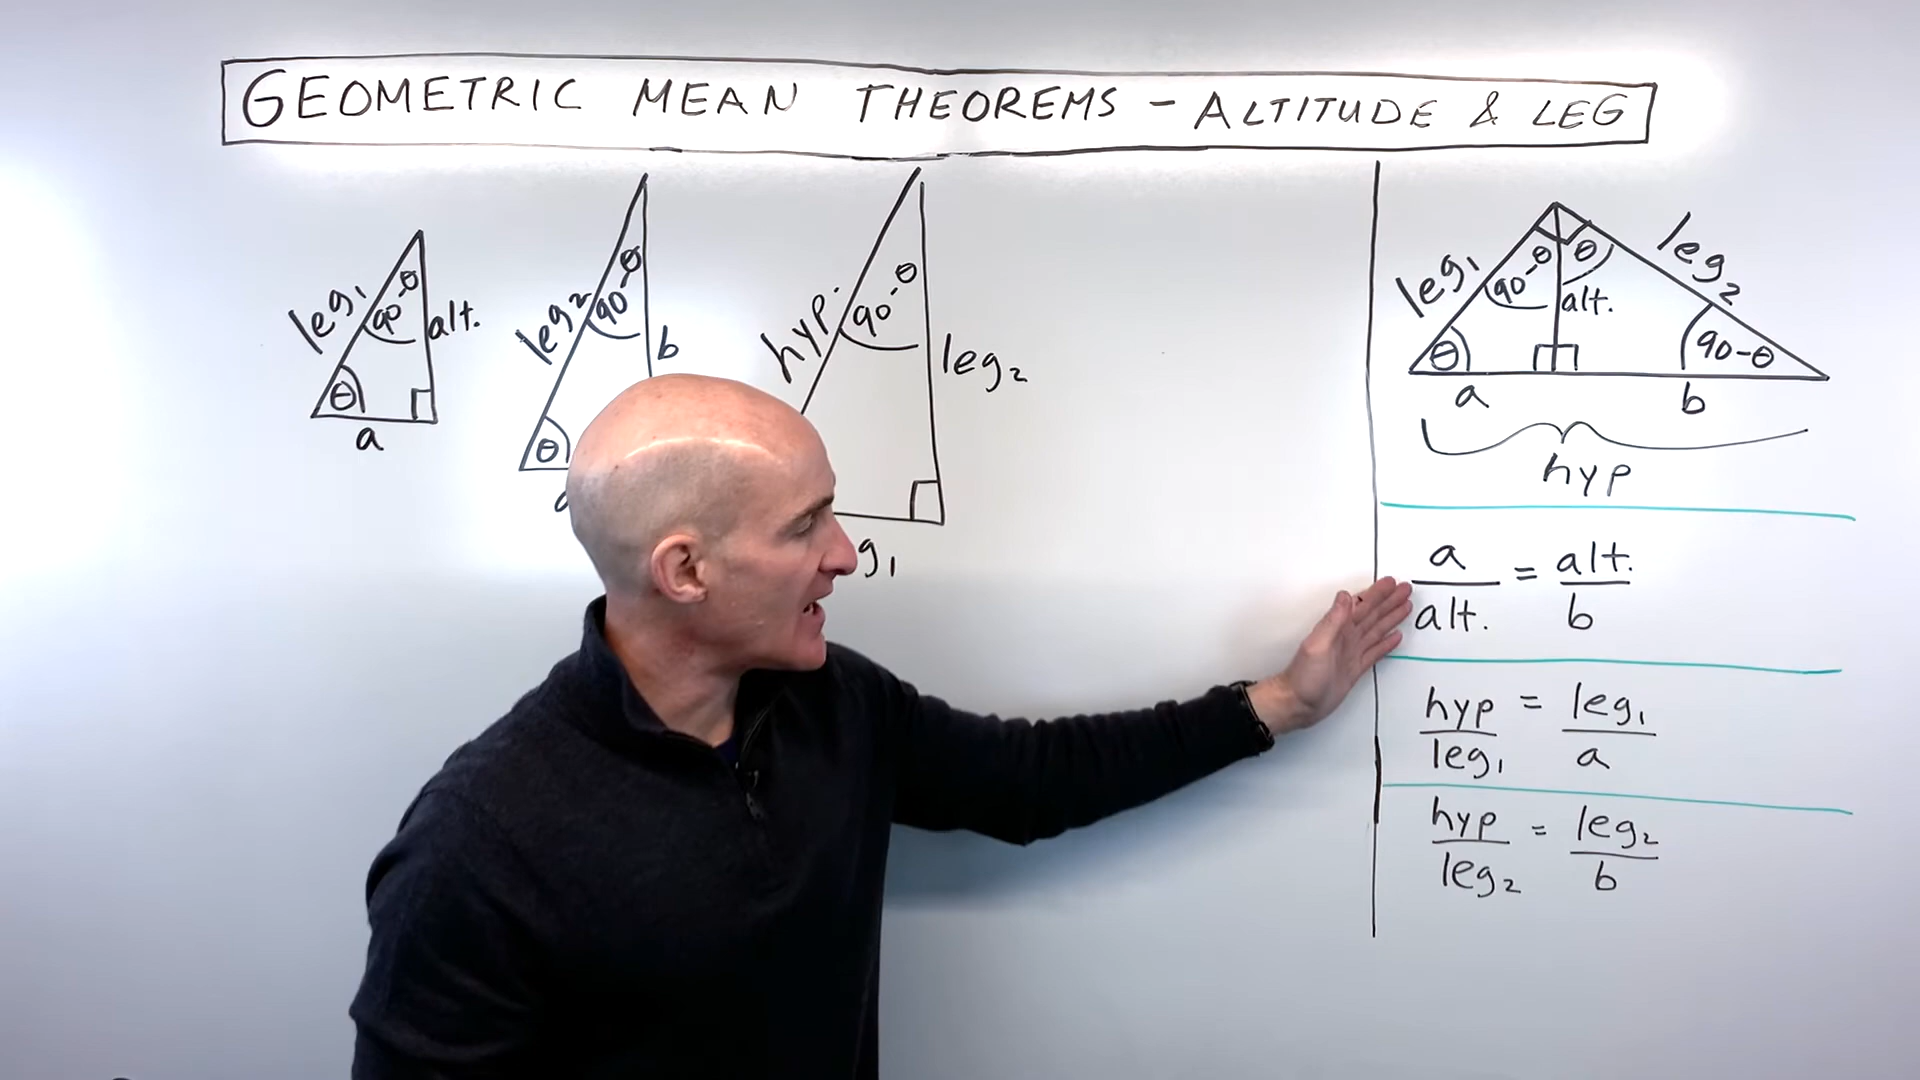 GEOMETRIC MEAN THEOREMS - ALTITUDE & LEG
leg₁
90-θ
alt.
θ
a
leg₂
90-θ
b
θ
hyp.
90-θ
leg₂
g₁
leg₁
90-θ
θ
alt.
leg₂
θ
90-θ
a
b
hyp
a/alt. = alt./b
hyp/leg₁ = leg₁/a
hyp/leg₂ = leg₂/b